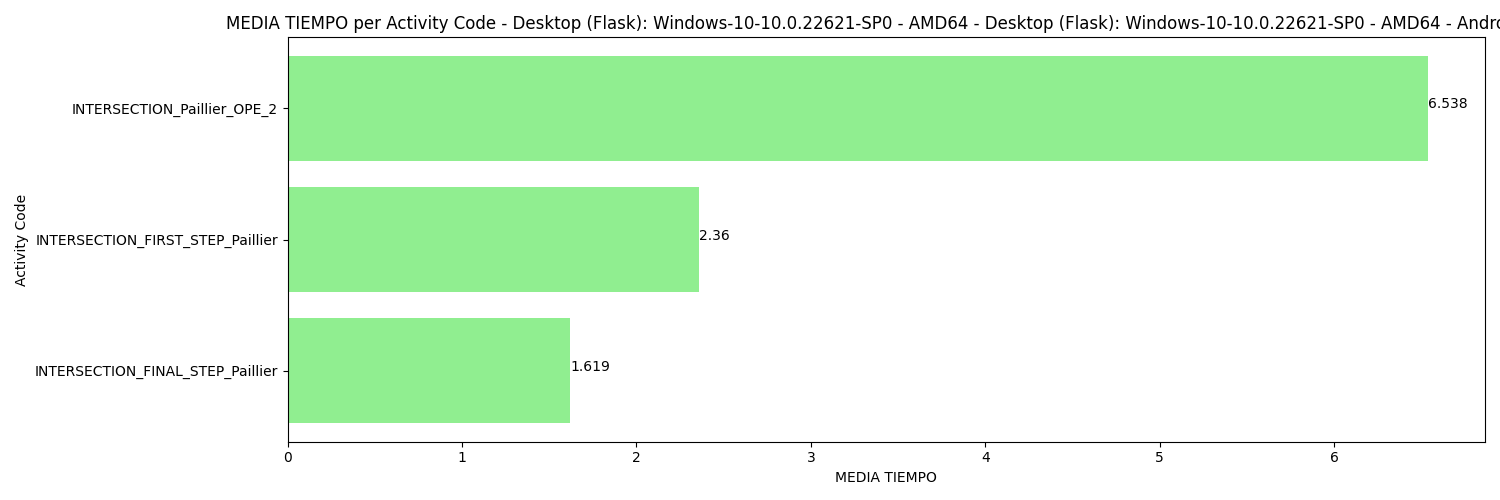 MEDIA TIEMPO per Activity Code - Desktop (Flask): Windows-10-10.0.22621-SP0 - AMD64 - Desktop (Flask): Windows-10-10.0.22621-SP0 - AMD64 - Andro
INTERSECTION_Paillier_OPE_2
6.538
INTERSECTION_FIRST_STEP_Paillier
2.36
INTERSECTION_FINAL_STEP_Paillier
1.619
Activity Code
0 1 2 3 4 5 6
MEDIA TIEMPO